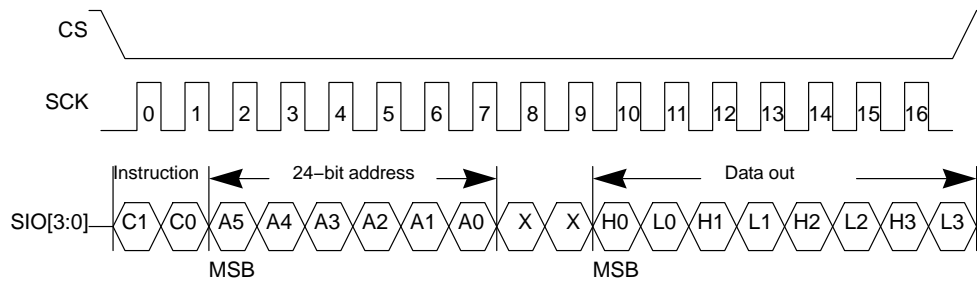 CS
SCK 0 1 2 3 4 5 6 7 8 9 10 11 12 13 14 15 16
Instruction 24−bit address Data out
SIO[3:0] C1 C0 A5 A4 A3 A2 A1 A0 X X H0 L0 H1 L1 H2 L2 H3 L3
MSB MSB